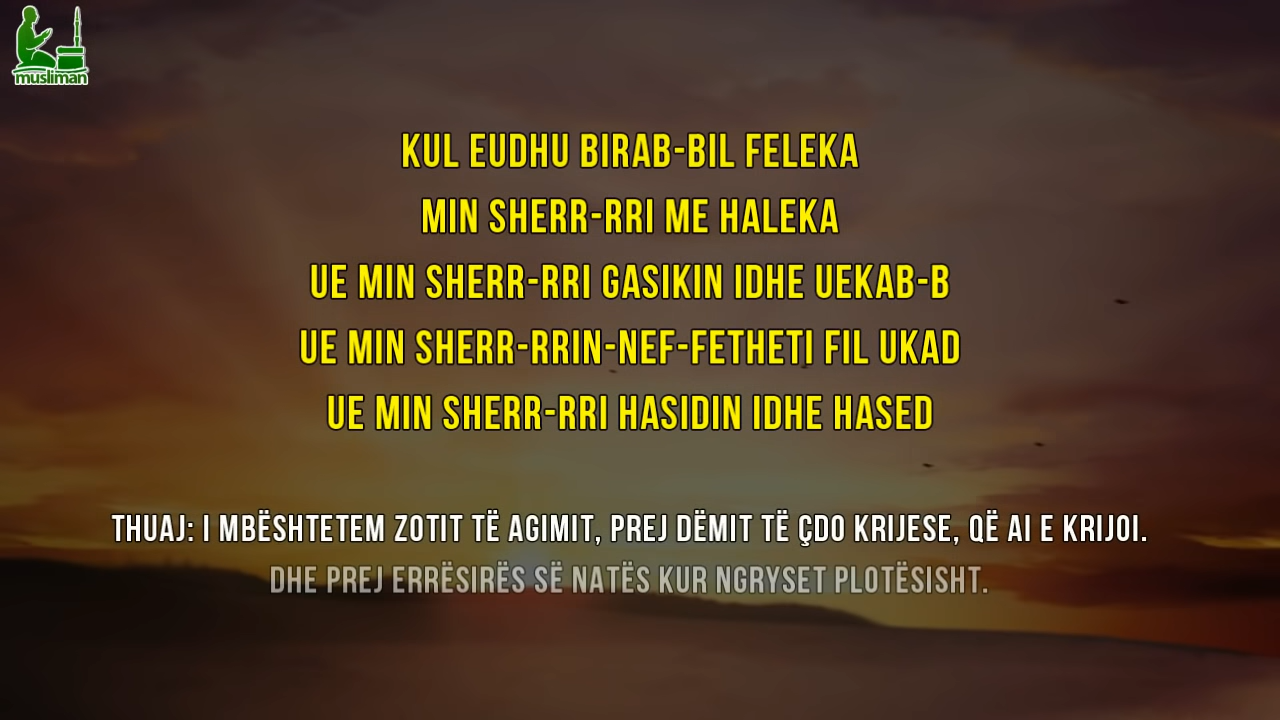 musliman
KUL EUDHU BIRAB-BIL FELEKA
MIN SHERR-RRI ME HALEKA
UE MIN SHERR-RRI GASIKIN IDHE UEKAB-B
UE MIN SHERR-RRIN-NEF-FETHETI FIL UKAD
UE MIN SHERR-RRI HASIDIN IDHE HASED
THUAJ: I MBËSHTETEM ZOTIT TË AGIMIT, PREJ DËMIT TË ÇDO KRIJESE, QË AI E KRIJOI.
DHE PREJ ERRËSIRËS SË NATËS KUR NGRYSET PLOTËSISHT.